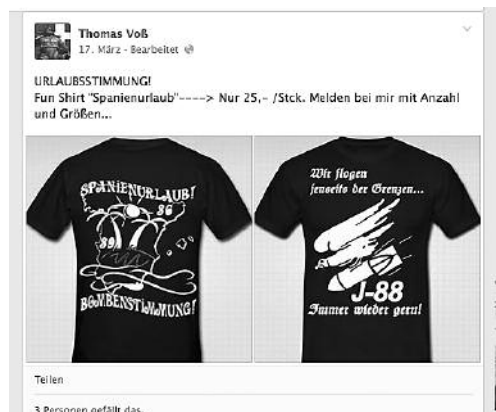 Thomas Voß
17. März · Bearbeitet
URLAUBSSTIMMUNG!
Fun Shirt "Spanienurlaub"----> Nur 25,- /Stck. Melden bei mir mit Anzahl
und Größen...
SPANIENURLAUB!
36
39
BOMBENSTIMMUNG!
Wir flogen
jenseits der Grenzen...
J-88
Immer wieder gern!
Teilen
3 Personen gefällt das.